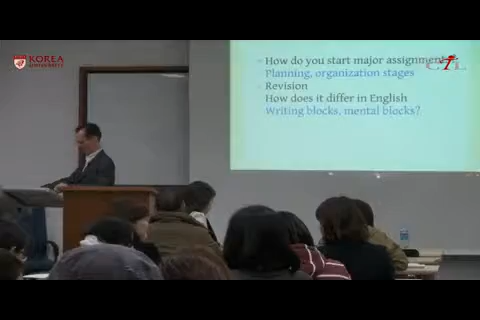 KOREA
UNIVERSITY
How do you start major assignment
Planning, organization stages
Revision
How does it differ in English
Writing blocks, mental blocks?
CTL